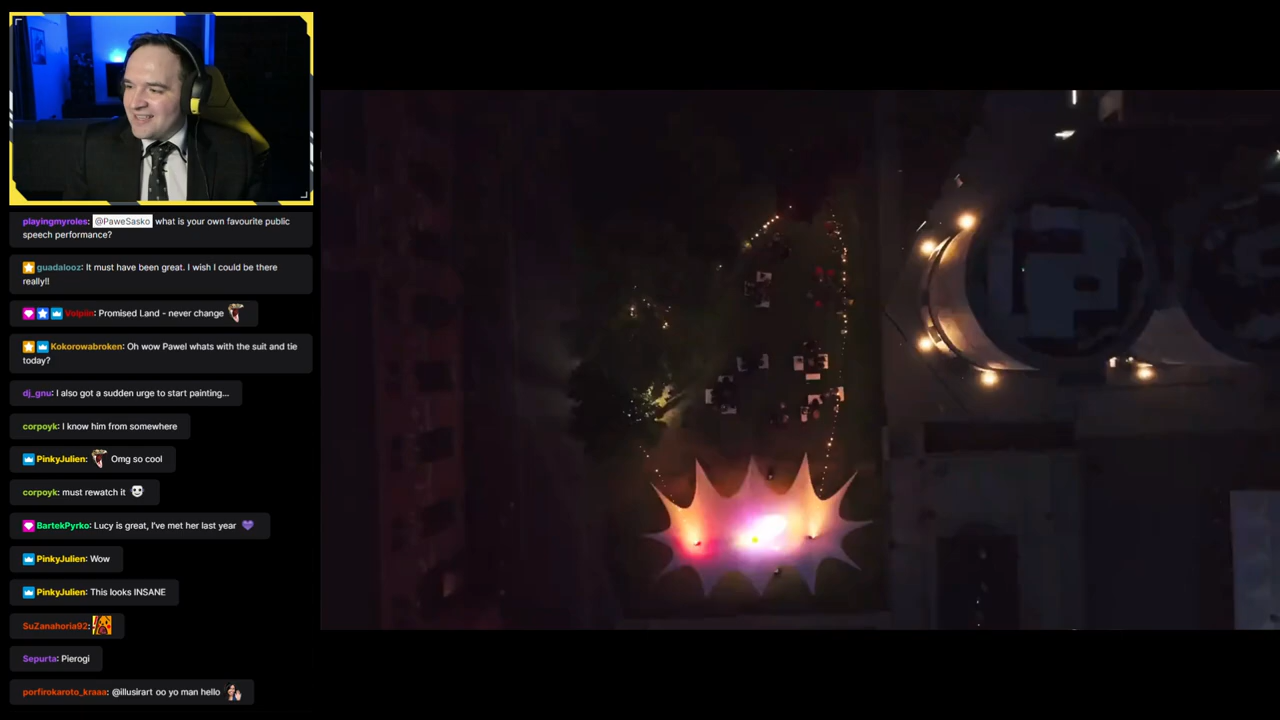 playingmyroles: @PaweSasko what is your own favourite public
speech performance?
guadalooz: It must have been great. I wish I could be there
really!!
Volpiin: Promised Land - never change
Kokorowabroken: Oh wow Pawel whats with the suit and tie
today?
dj_gnu: I also got a sudden urge to start painting...
corpoyk: I know him from somewhere
PinkyJulien: Omg so cool
corpoyk: must rewatch it
BartekPyrko: Lucy is great, I've met her last year
PinkyJulien: Wow
PinkyJulien: This looks INSANE
SuZanahoria92:
Sepurta: Pierogi
porfirokaroto_kraaa: @illusirart oo yo man hello